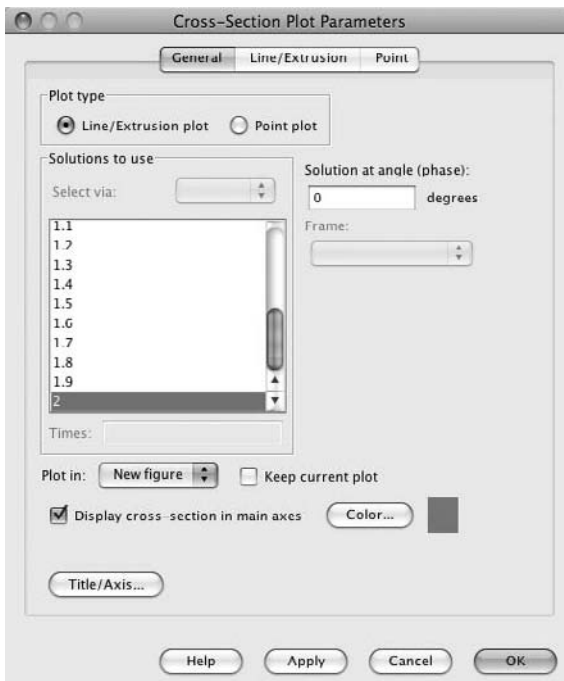 Cross-Section Plot Parameters
General Line/Extrusion Point
Plot type
Line/Extrusion plot Point plot
Solutions to use
Select via:
1.1
1.2
1.3
1.4
1.5
1.6
1.7
1.8
1.9
2
Times:
Solution at angle (phase):
0 degrees
Frame:
Plot in: New figure Keep current plot
Display cross-section in main axes Color...
Title/Axis...
Help Apply Cancel OK